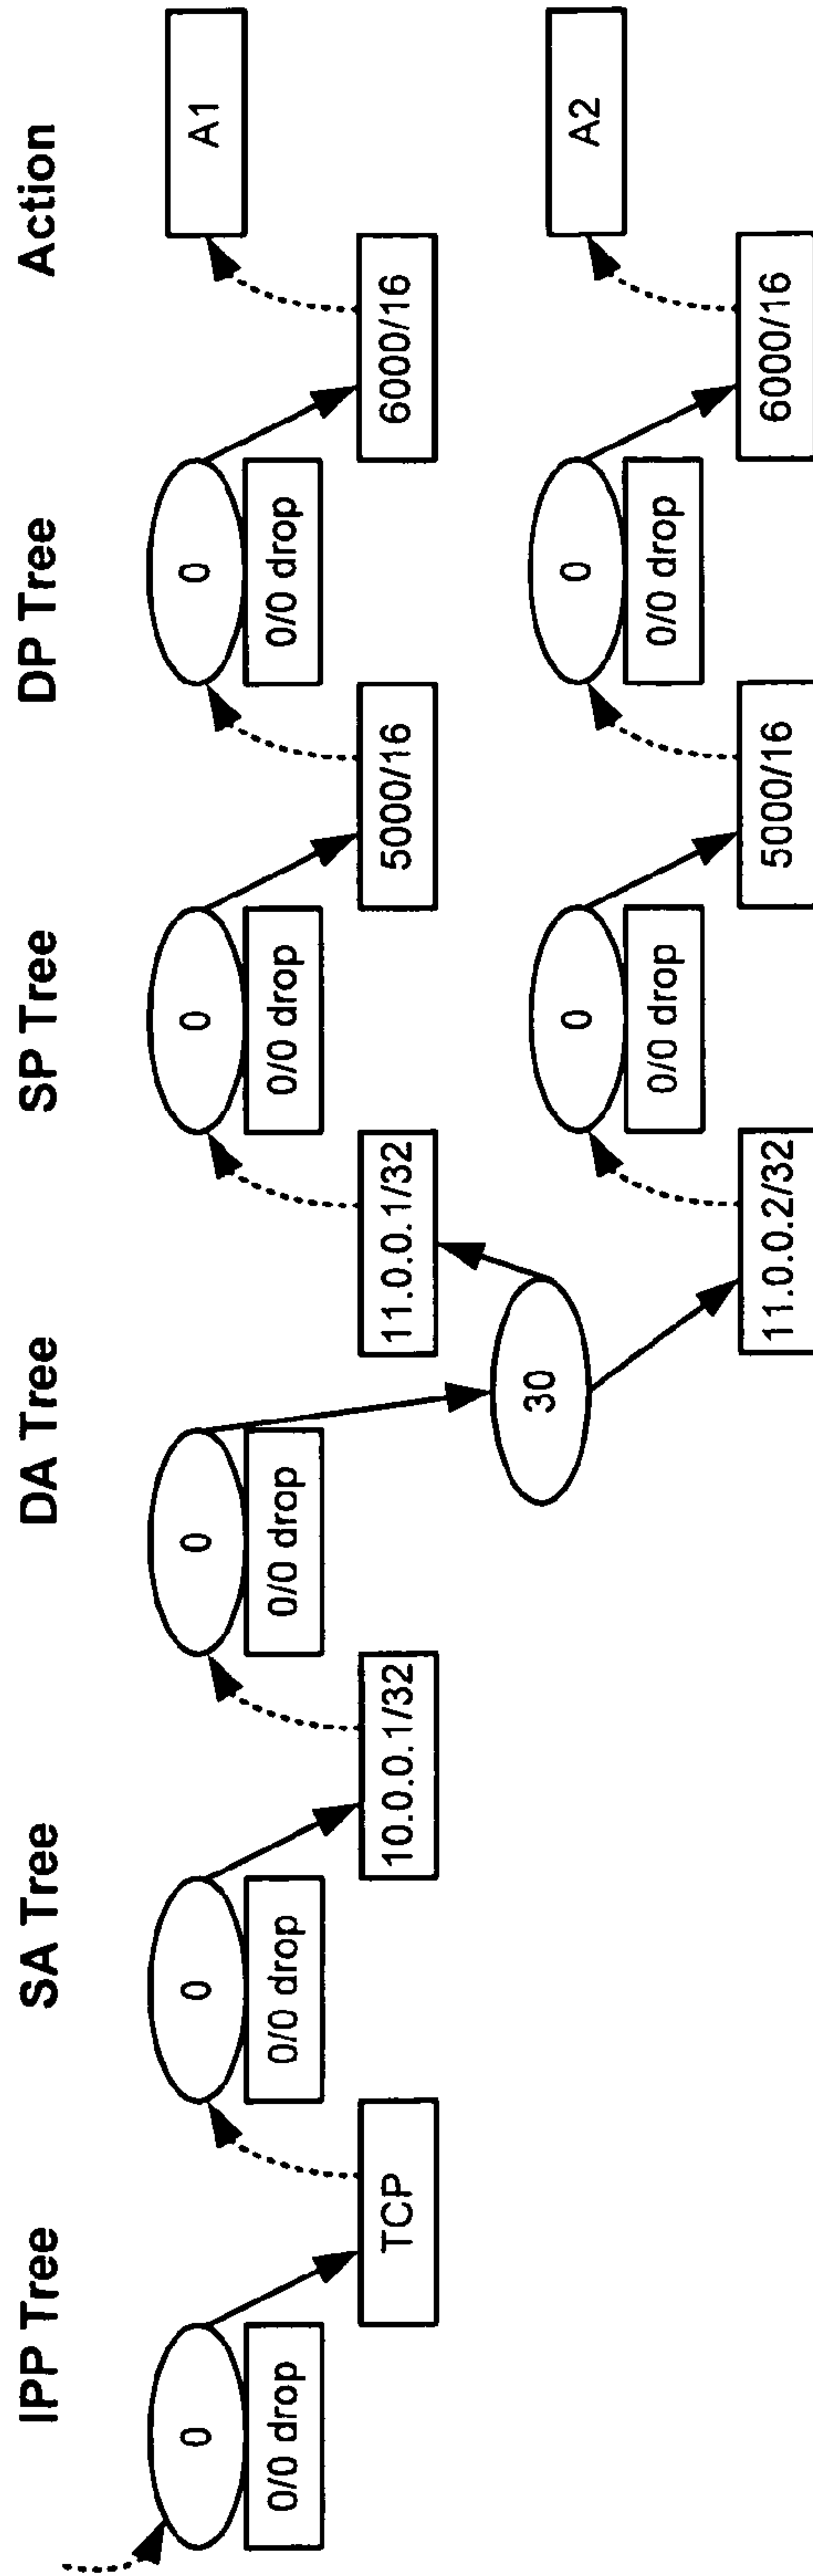 IPP Tree
SA Tree
DA Tree
SP Tree
DP Tree
Action
0
0/0 drop
TCP
0
0/0 drop
10.0.0.1/32
0
0/0 drop
30
11.0.0.1/32
0
0/0 drop
5000/16
0
0/0 drop
6000/16
A1
11.0.0.2/32
0
0/0 drop
5000/16
0
0/0 drop
6000/16
A2